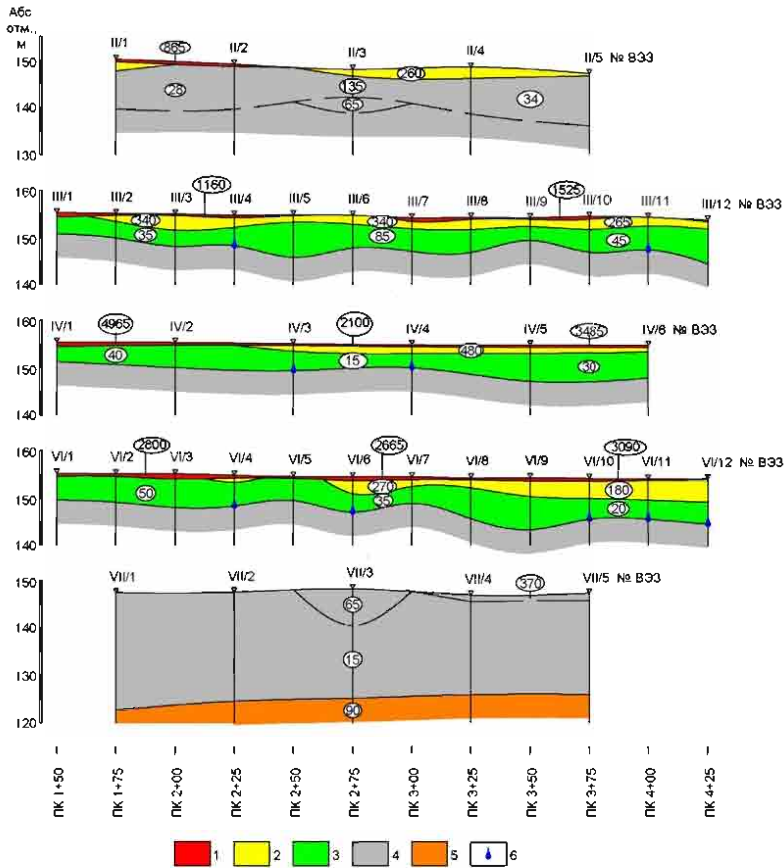 Абс
отм.,
м
II/1 865 II/2 II/3 II/4 II/5 № ВЭЗ
150
260
135
28 65 34
140
130
1160 1525
160
III/1 III/2 III/3 III/4 III/5 III/6 III/7 III/8 III/9 III/10 III/11 III/12 № ВЭЗ
155
340 340 265
35 85 45
150
140
4965 2100 3485
160
IV/1 IV/2 IV/3 IV/4 IV/5 IV/6 № ВЭЗ
155
480
40 15 30
150
140
2800 2665 3090
160
VI/1 VI/2 VI/3 VI/4 VI/5 VI/6 VI/7 VI/8 VI/9 VI/10 VI/11 VI/12 № ВЭЗ
155
270 180
50 35 20
150
140
VII/1 VII/2 VII/3 VII/4 370 VII/5 № ВЭЗ
150
65
140
15
130
90
120
ПК 1+50
ПК 1+75
ПК 2+00
ПК 2+25
ПК 2+50
ПК 2+75
ПК 3+00
ПК 3+25
ПК 3+50
ПК 3+75
ПК 4+00
ПК 4+25
1 2 3 4 5 6